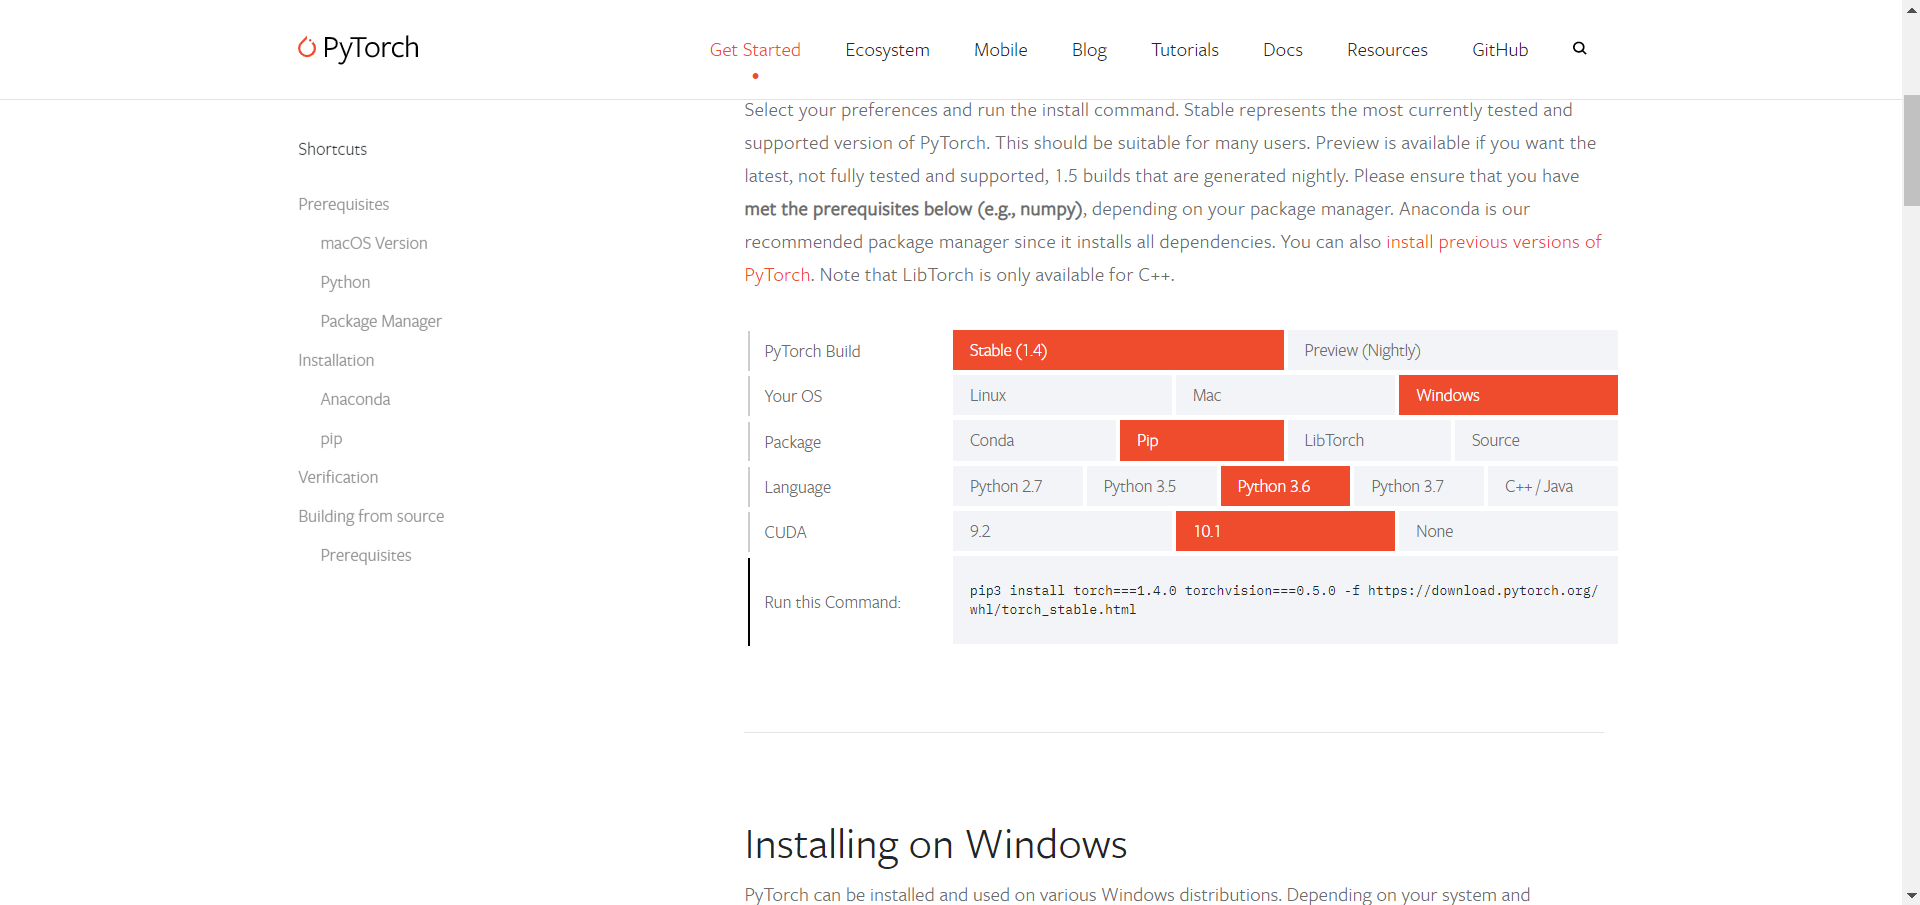 PyTorch
Get Started Ecosystem Mobile Blog Tutorials Docs Resources GitHub
Shortcuts
Prerequisites
macOS Version
Python
Package Manager
Installation
Anaconda
pip
Verification
Building from source
Prerequisites
Select your preferences and run the install command. Stable represents the most currently tested and
supported version of PyTorch. This should be suitable for many users. Preview is available if you want the
latest, not fully tested and supported, 1.5 builds that are generated nightly. Please ensure that you have
met the prerequisites below (e.g., numpy), depending on your package manager. Anaconda is our
recommended package manager since it installs all dependencies. You can also install previous versions of
PyTorch. Note that LibTorch is only available for C++.
PyTorch Build Stable (1.4) Preview (Nightly)
Your OS Linux Mac Windows
Package Conda Pip LibTorch Source
Language Python 2.7 Python 3.5 Python 3.6 Python 3.7 C++ / Java
CUDA 9.2 10.1 None
Run this Command:
pip3 install torch===1.4.0 torchvision===0.5.0 -f https://download.pytorch.org/
whl/torch_stable.html
Installing on Windows
PyTorch can be installed and used on various Windows distributions. Depending on your system and